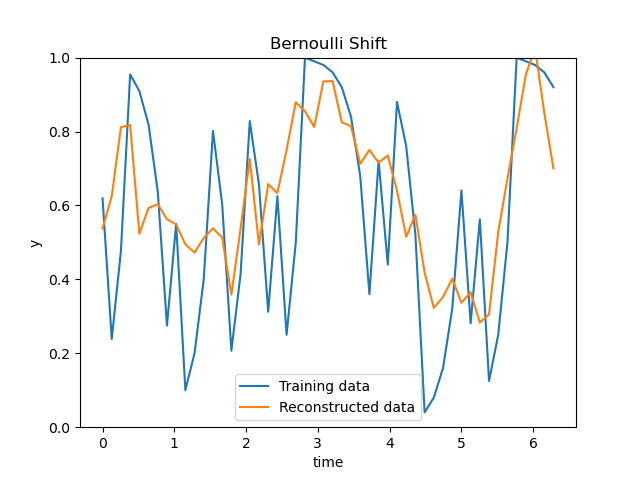 Bernoulli Shift
1.0
0.8
0.6
0.4
0.2
0.0
y
Training data
Reconstructed data
0 1 2 3 4 5 6
time